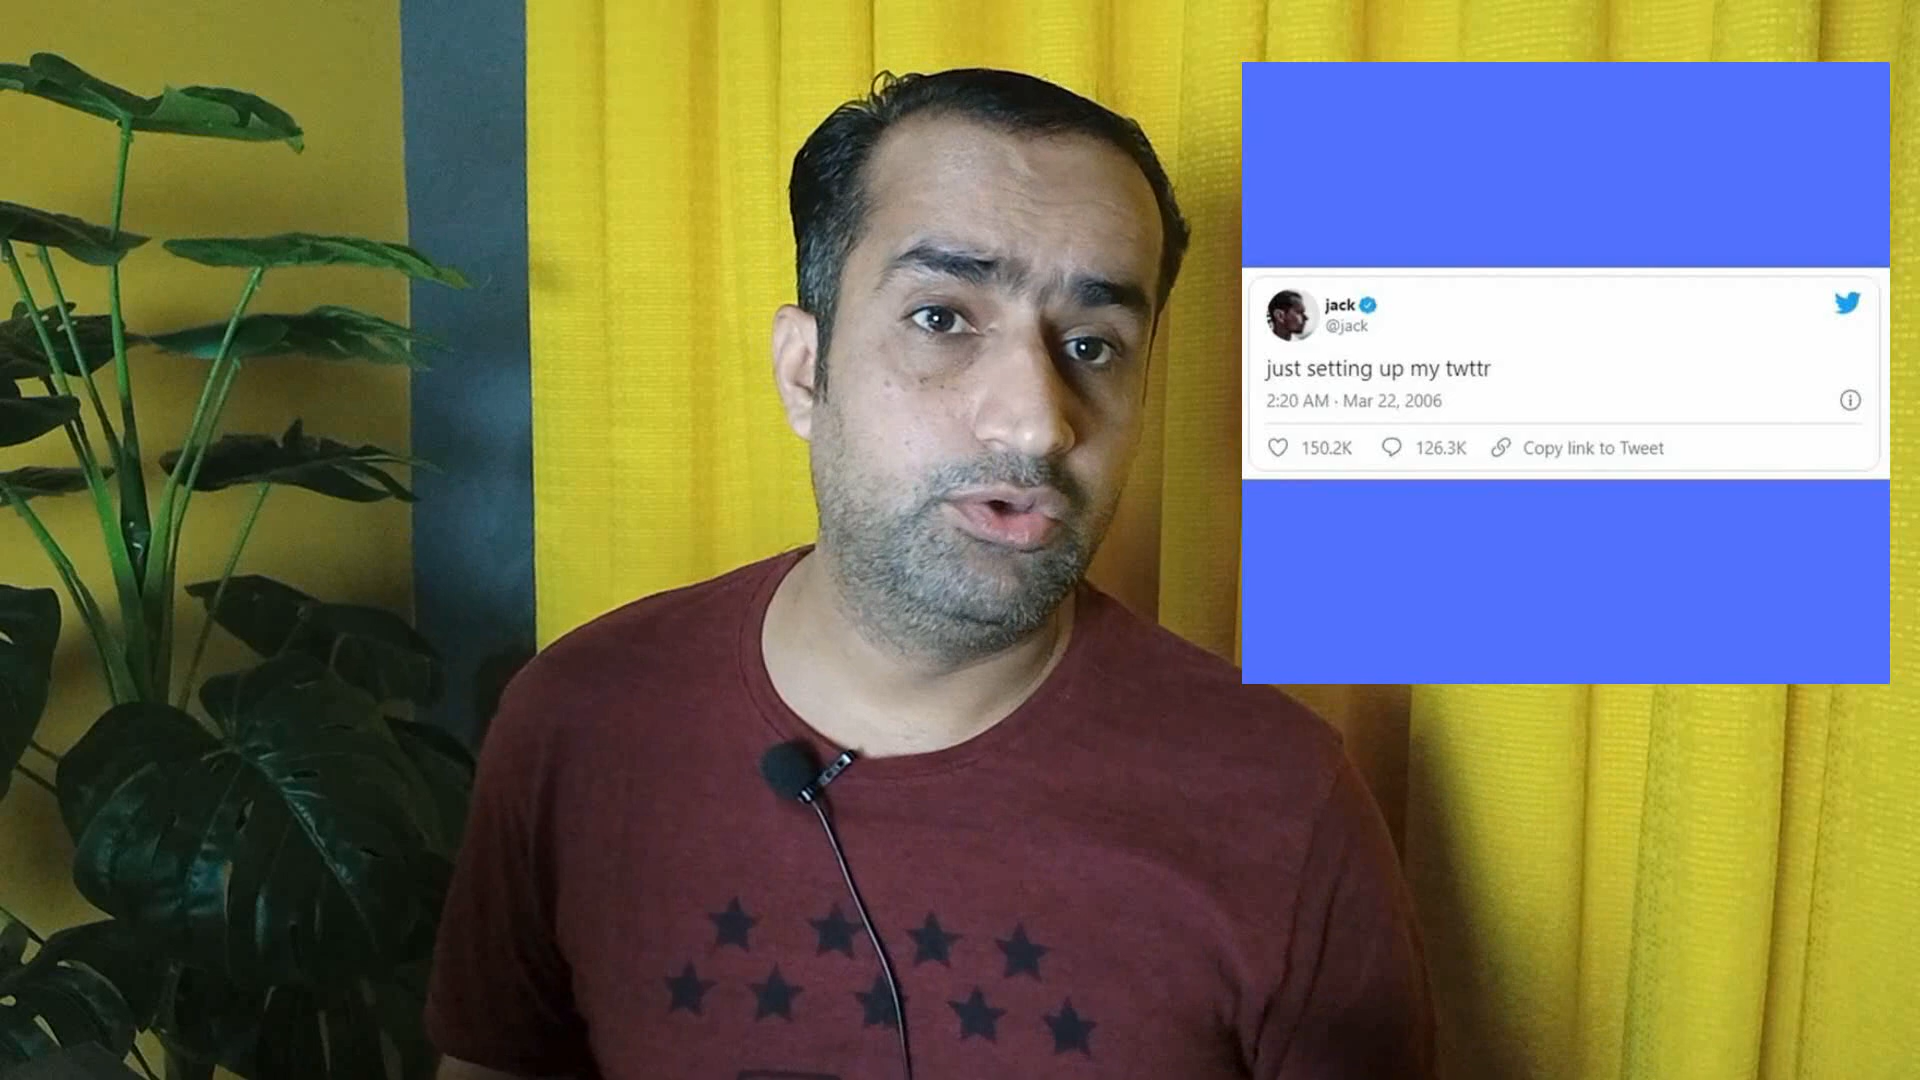 jack
@jack
just setting up my twttr
2:20 AM · Mar 22, 2006
150.2K 126.3K Copy link to Tweet